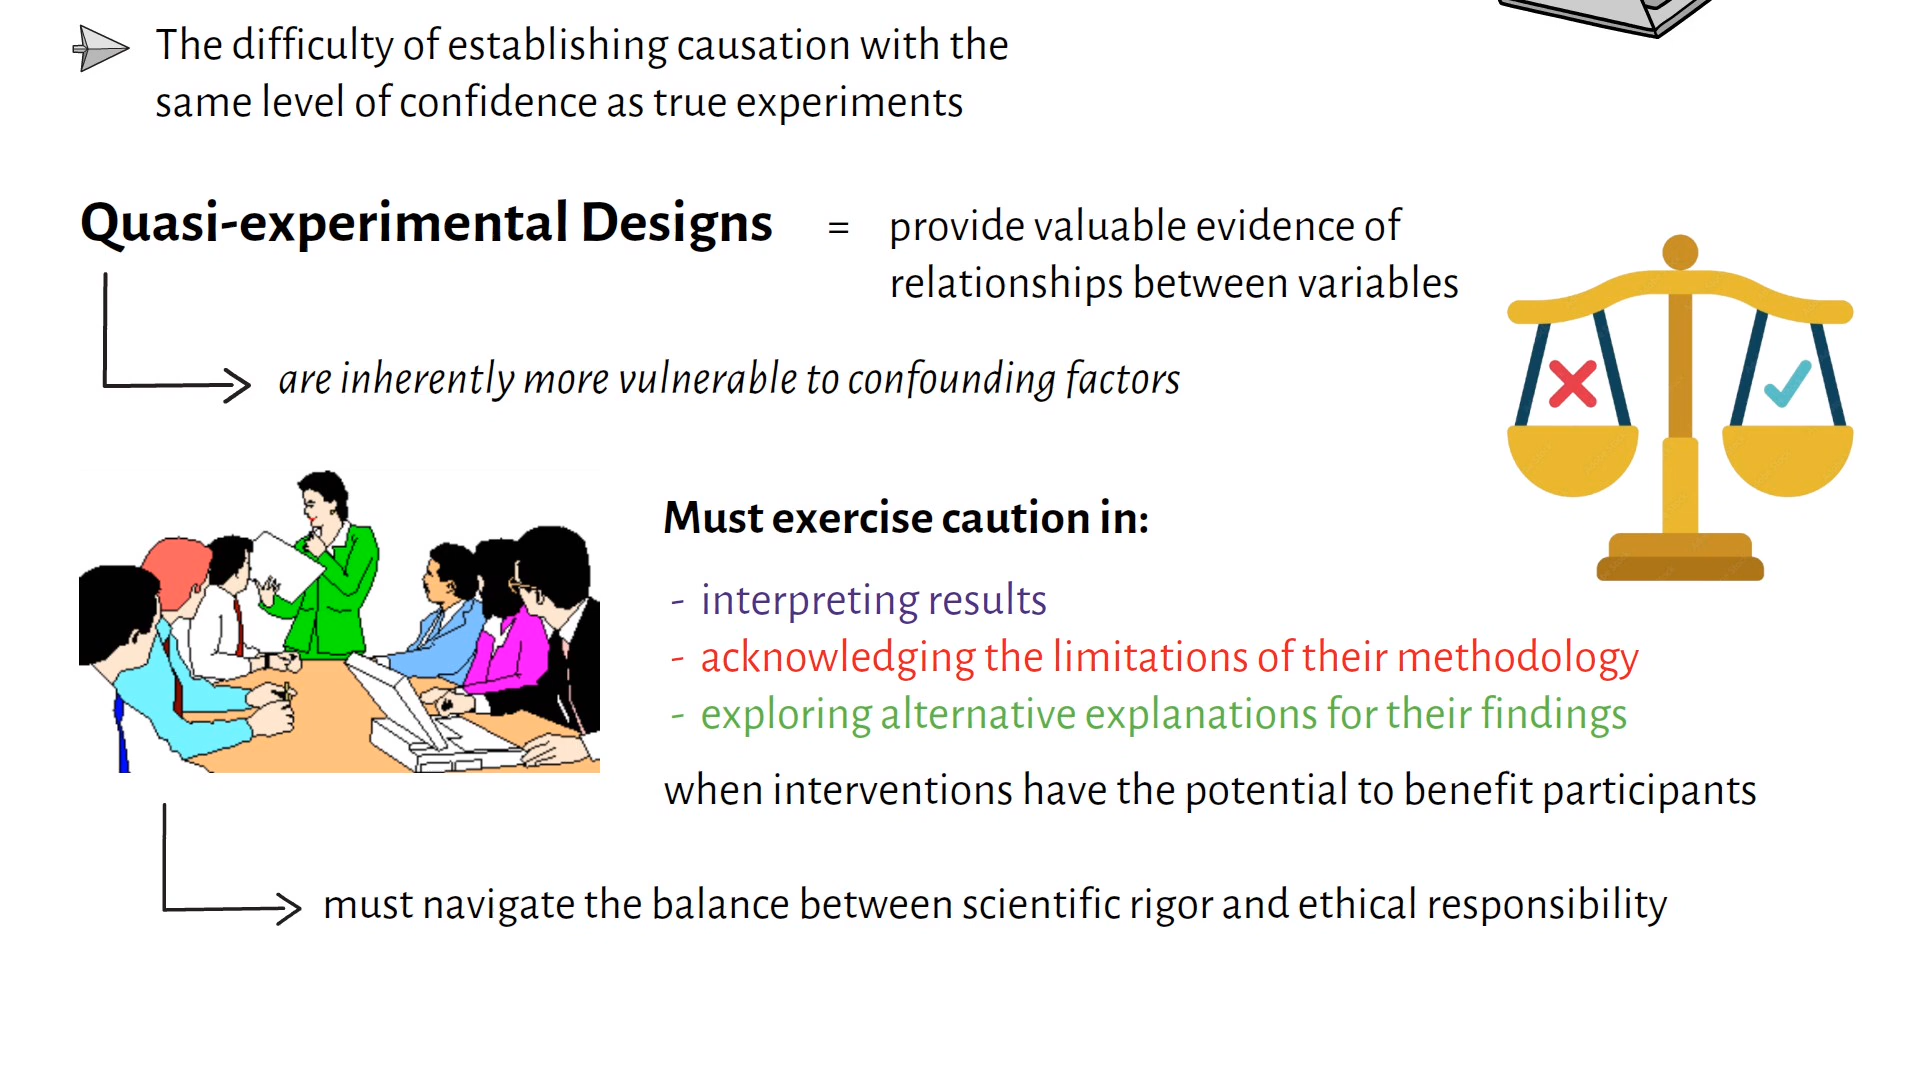 The difficulty of establishing causation with the
same level of confidence as true experiments
Quasi-experimental Designs = provide valuable evidence of
relationships between variables
are inherently more vulnerable to confounding factors
Must exercise caution in:
- interpreting results
- acknowledging the limitations of their methodology
- exploring alternative explanations for their findings
when interventions have the potential to benefit participants
must navigate the balance between scientific rigor and ethical responsibility